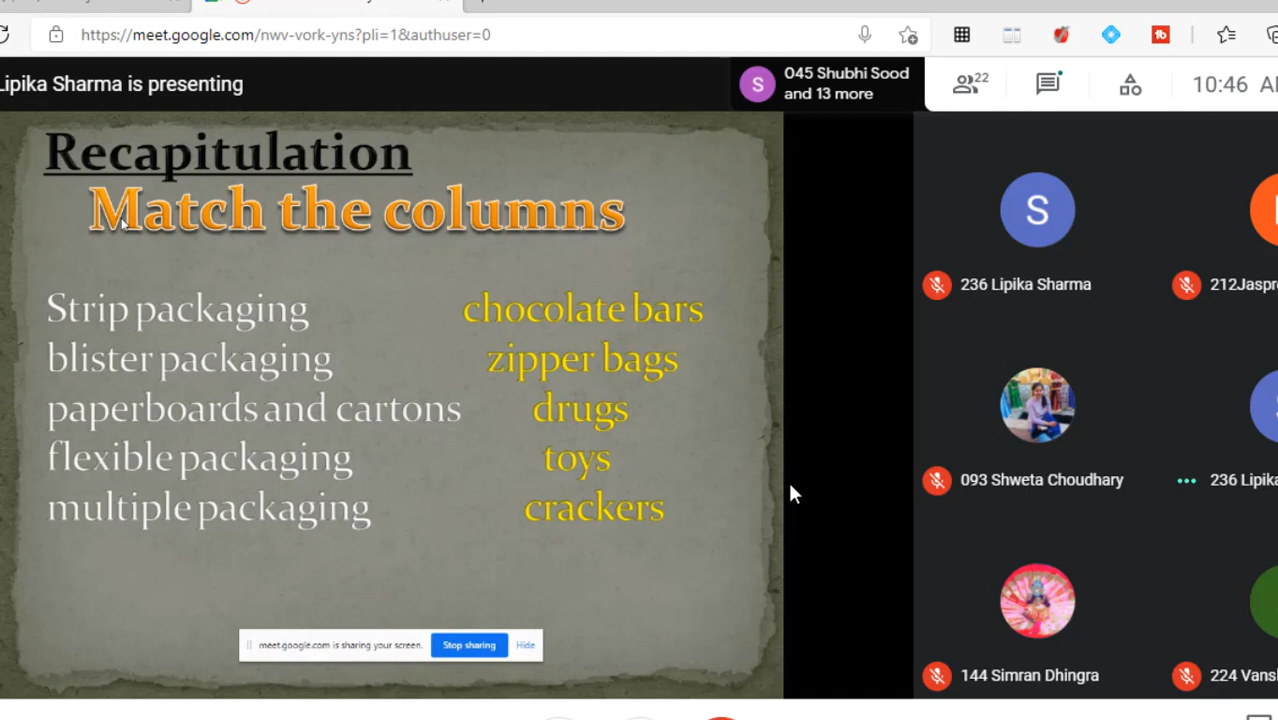 https://meet.google.com/nwv-vork-yns?pli=1&authuser=0
Lipika Sharma is presenting
S
045 Shubhi Sood
and 13 more
22
10:46
Recapitulation
Match the columns
Strip packaging chocolate bars
blister packaging zipper bags
paperboards and cartons drugs
flexible packaging toys
multiple packaging crackers
meet.google.com is sharing your screen. Stop sharing Hide
S
236 Lipika Sharma
093 Shweta Choudhary
236
144 Simran Dhingra
224